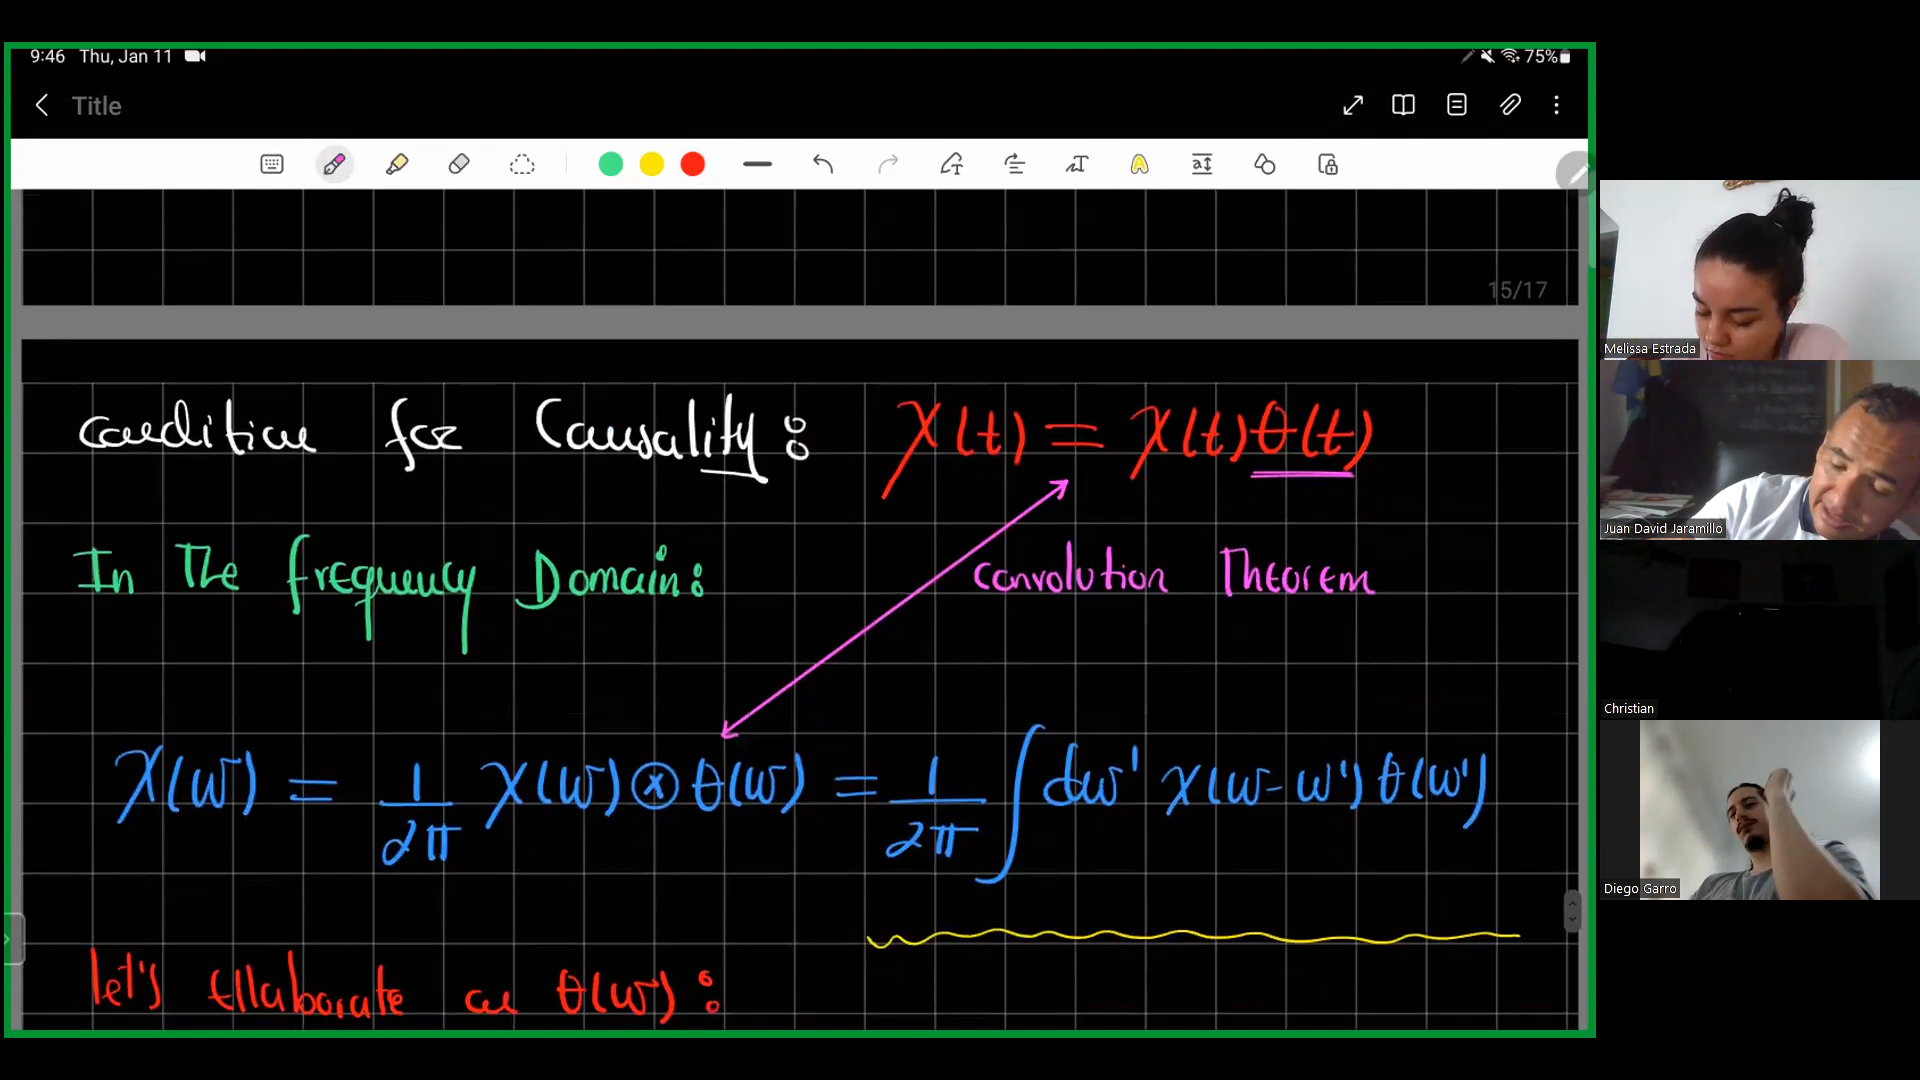 9:46 Thu, Jan 11 75%
Title
15/17
Condition for Causality: χ(t) = χ(t)θ(t)
In The frequency Domain: Convolution Theorem
χ(ω) = 1/2π χ(ω) ⊗ θ(ω) = 1/2π ∫ dω' χ(ω-ω') θ(ω')
let's Ellaborate on θ(ω):
Melissa Estrada
Juan David Jaramillo
Christian
Diego Garro